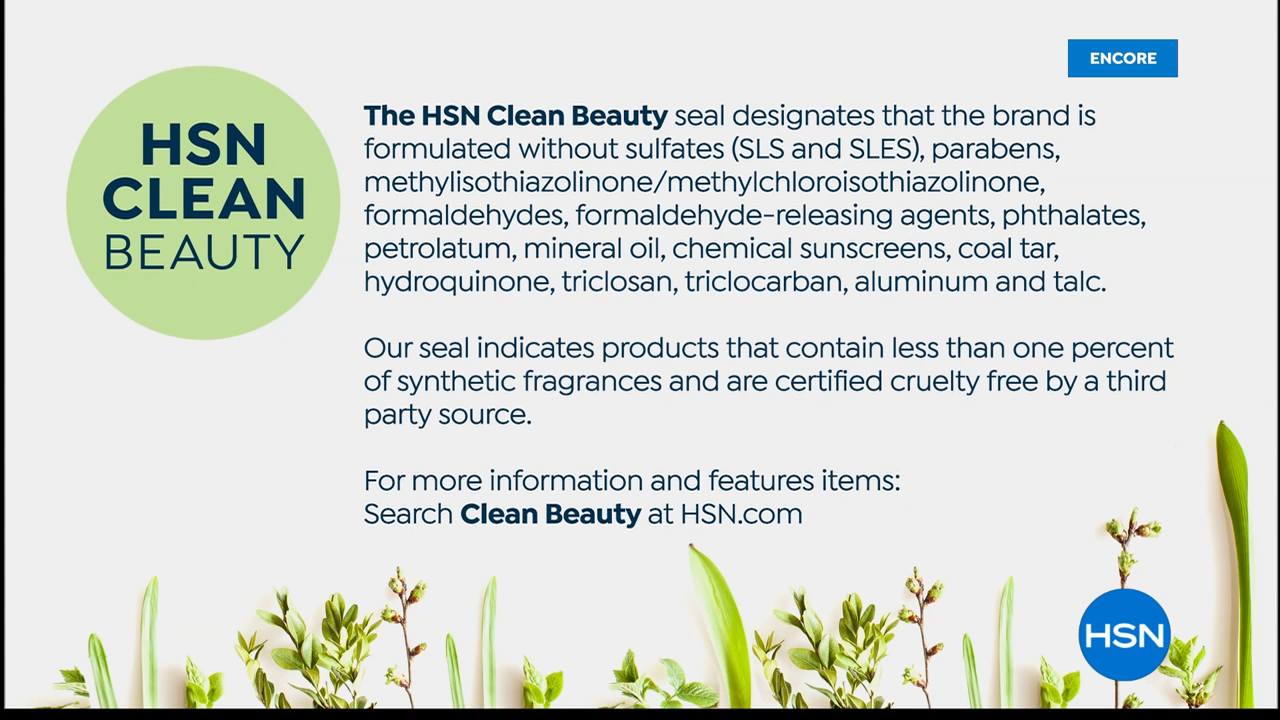 ENCORE
HSN
CLEAN
BEAUTY
The HSN Clean Beauty seal designates that the brand is
formulated without sulfates (SLS and SLES), parabens,
methylisothiazolinone/methylchloroisothiazolinone,
formaldehydes, formaldehyde-releasing agents, phthalates,
petrolatum, mineral oil, chemical sunscreens, coal tar,
hydroquinone, triclosan, triclocarban, aluminum and talc.
Our seal indicates products that contain less than one percent
of synthetic fragrances and are certified cruelty free by a third
party source.
For more information and features items:
Search Clean Beauty at HSN.com
HSN